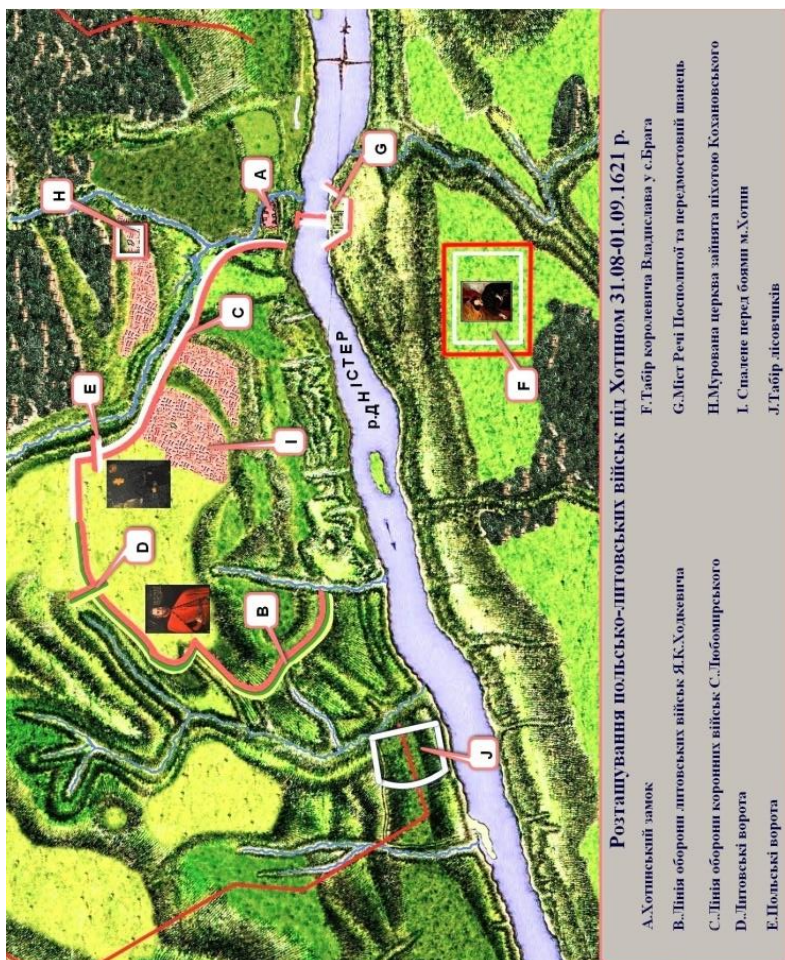 H
A
G
E
C
I
D
B
р.ДНІСТЕР
F
J
Розташування польсько-литовських військ під Хотином 31.08-01.09.1621 р.
A.Хотинський замок
B.Лінія оборони литовських військ Я.К.Ходкевича
C.Лінія оборони коронних військ С.Любомирського
D.Литовські ворота
E.Польські ворота
F.Табір королевича Владислава у с.Брага
G.Міст Речі Посполитої та передмостовий шанець
H.Мурована церква зайнята піхотою Кохановського
I. Спалене перед боями м.Хотин
J.Табір лісовчиків